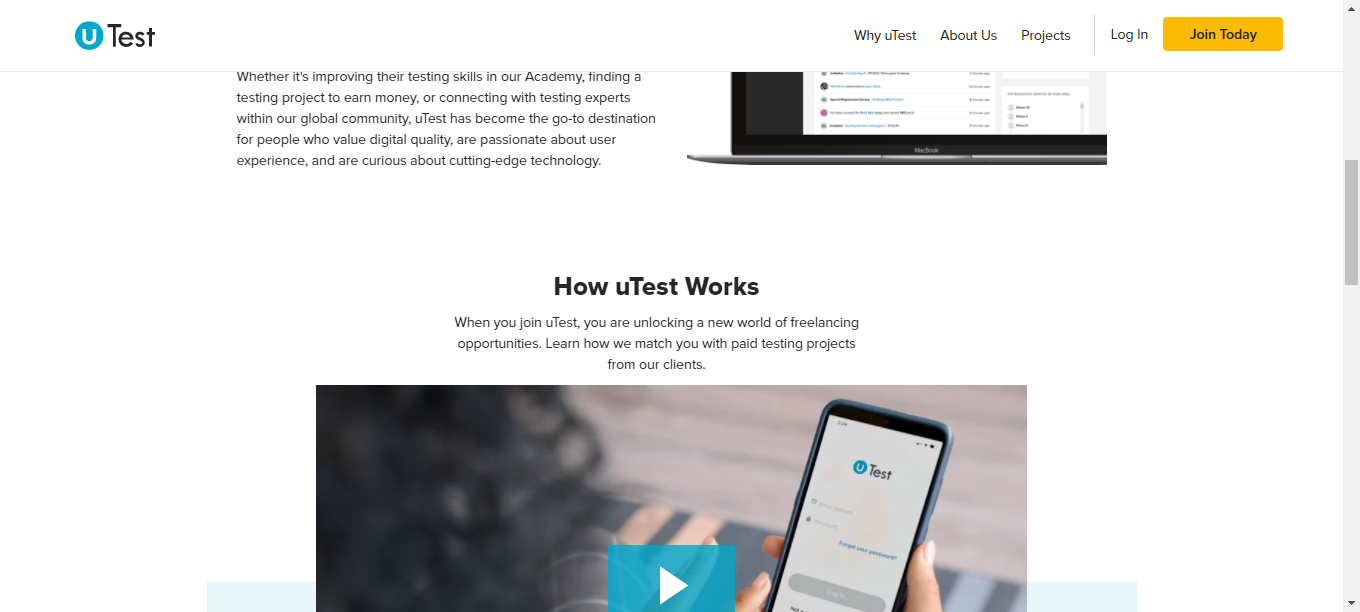 u Test
Why uTest
About Us
Projects
Log In
Join Today
Whether it's improving their testing skills in our Academy, finding a
testing project to earn money, or connecting with testing experts
within our global community, uTest has become the go-to destination
for people who value digital quality, are passionate about user
experience, and are curious about cutting-edge technology.
MacBook
How uTest Works
When you join uTest, you are unlocking a new world of freelancing
opportunities. Learn how we match you with paid testing projects
from our clients.
2:24
u Test
Email address
Password
Forgot your password?
Log In